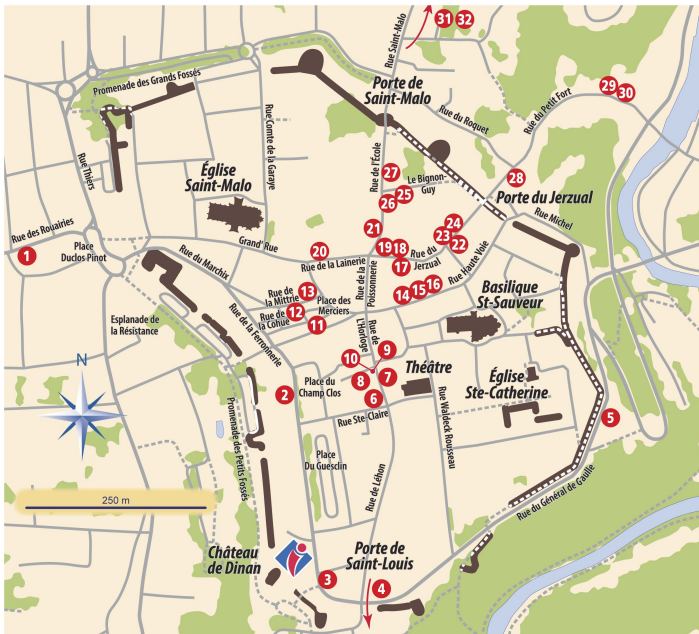 31 32
Rue Saint-Malo
Promenade des Grands Fossés
Porte de
Saint-Malo
29 30
Rue du Petit Fort
Rue du Roquet
Rue Comte de la Garaye
Rue Thiers
Rue de l'École
27
28
Église
Saint-Malo
Le Bignon-
Guy
25
26
Porte du Jerzual
Rue Michel
Rue des Rouairies
1
Place
Duclos Pinot
Grand' Rue
21
24
23
22
20
19 18
Rue du
Jerzual
17
Rue Haute Voie
Rue du Marchix
Rue de la Lainerie
Rue de la
Poissonnerie
13
Rue de
la Mittrie
14 15 16
Basilique
St-Sauveur
Place des
Merciers
12
Rue de
la Cohue
11
Esplanade de
la Résistance
Rue de la Ferronnerie
Rue de
L'Horloge
N
10
9
8
7
6
Théâtre
Église
Ste-Catherine
2
Place du
Champ Clos
Rue Ste-Claire
Rue Waldeck Rousseau
5
Promenade des Petits Fossés
Place
Du Guesclin
Rue de Léhon
250 m
Rue du Général de Gaulle
Château
de Dinan
Porte de
Saint-Louis
3
4